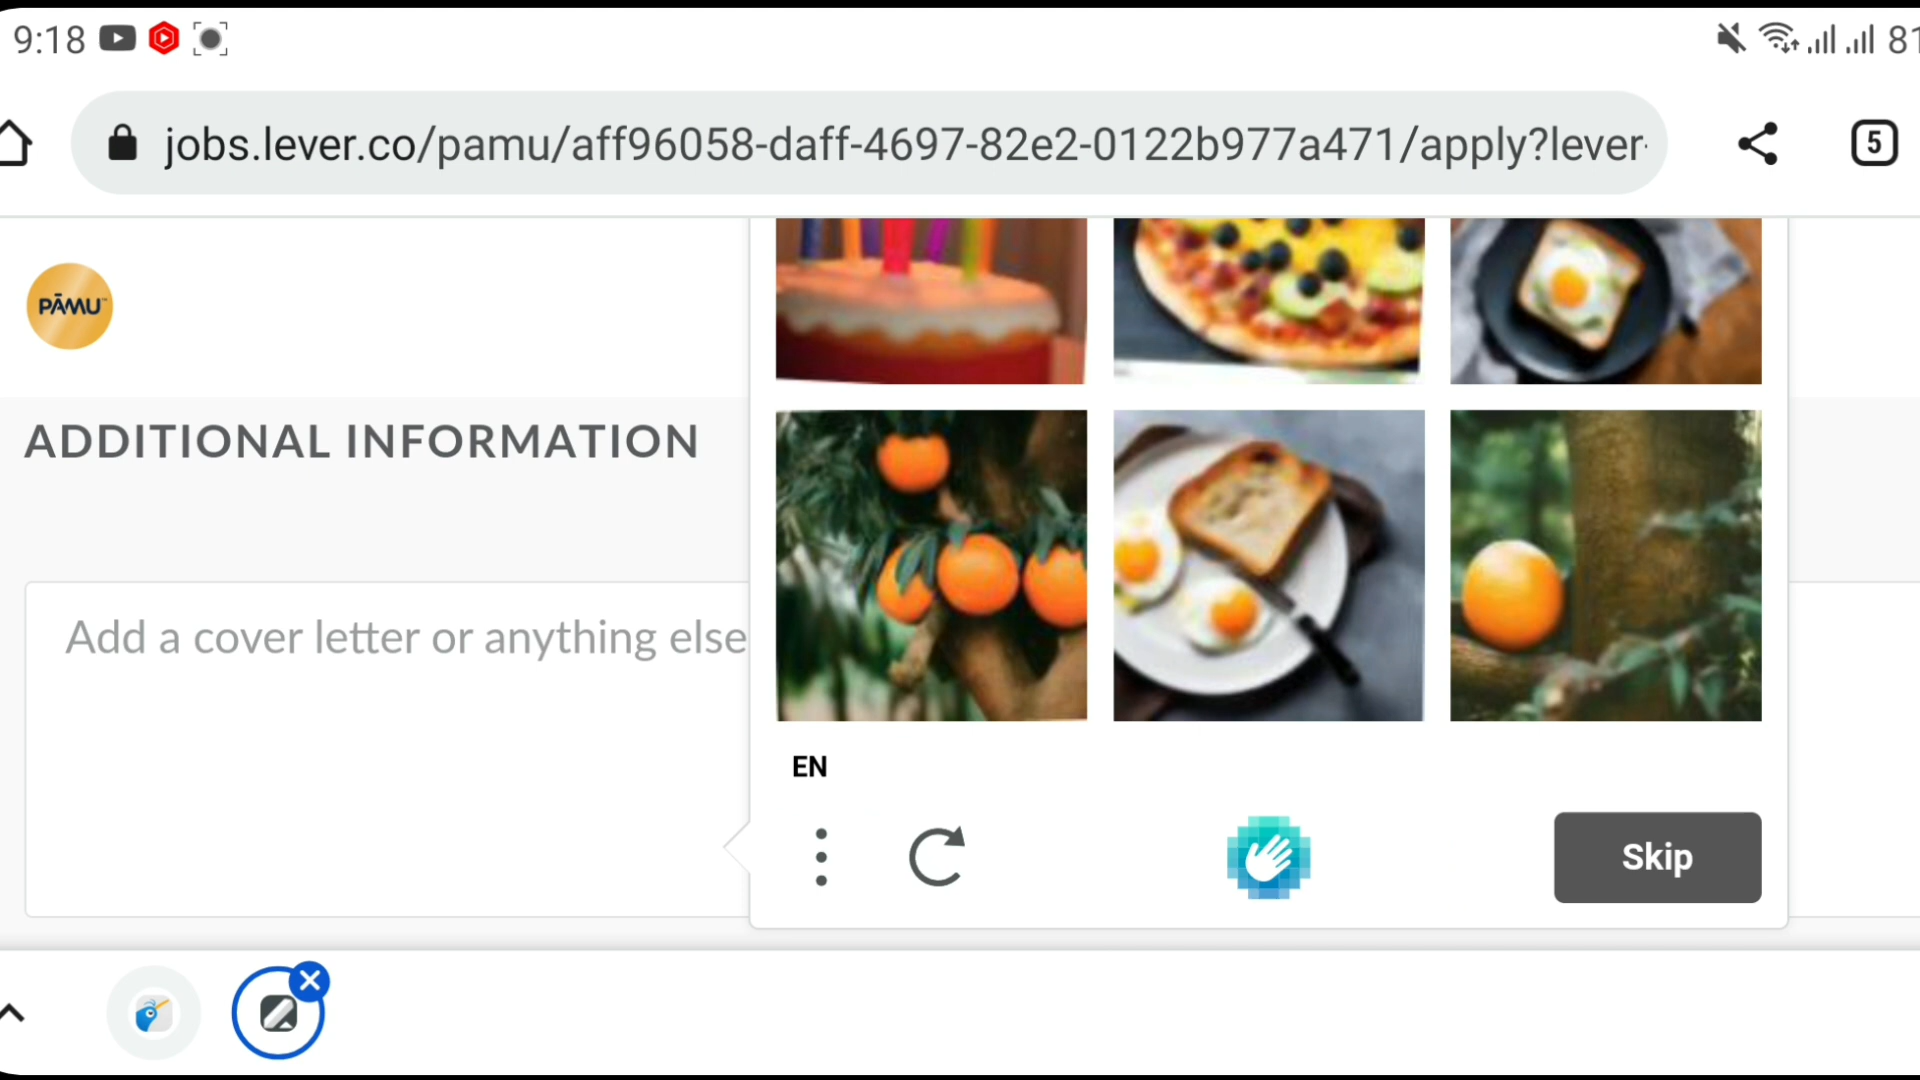 9:18
81
jobs.lever.co/pamu/aff96058-daff-4697-82e2-0122b977a471/apply?lever-
5
PĀMU™
ADDITIONAL INFORMATION
Add a cover letter or anything else
EN
Skip